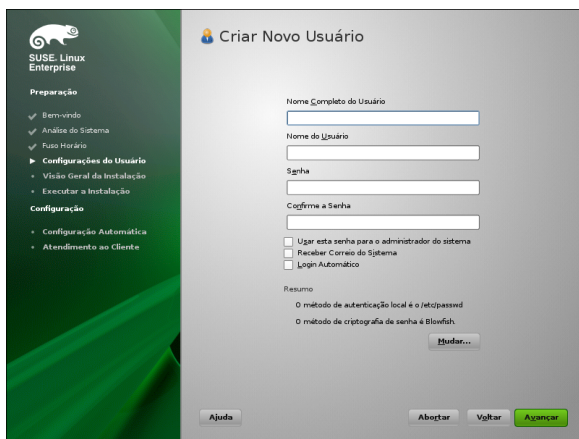 SUSE. Linux
Enterprise
Preparação
Bem-vindo
Análise do Sistema
Fuso Horário
Configurações do Usuário
Visão Geral da Instalação
Executar a Instalação
Configuração
Configuração Automática
Atendimento ao Cliente
Criar Novo Usuário
Nome Completo do Usuário
Nome do Usuário
Senha
Confirme a Senha
Usar esta senha para o administrador do sistema
Receber Correio do Sistema
Login Automático
Resumo
O método de autenticação local é o /etc/passwd
O método de criptografia de senha é Blowfish.
Mudar...
Ajuda
Abortar
Voltar
Avançar